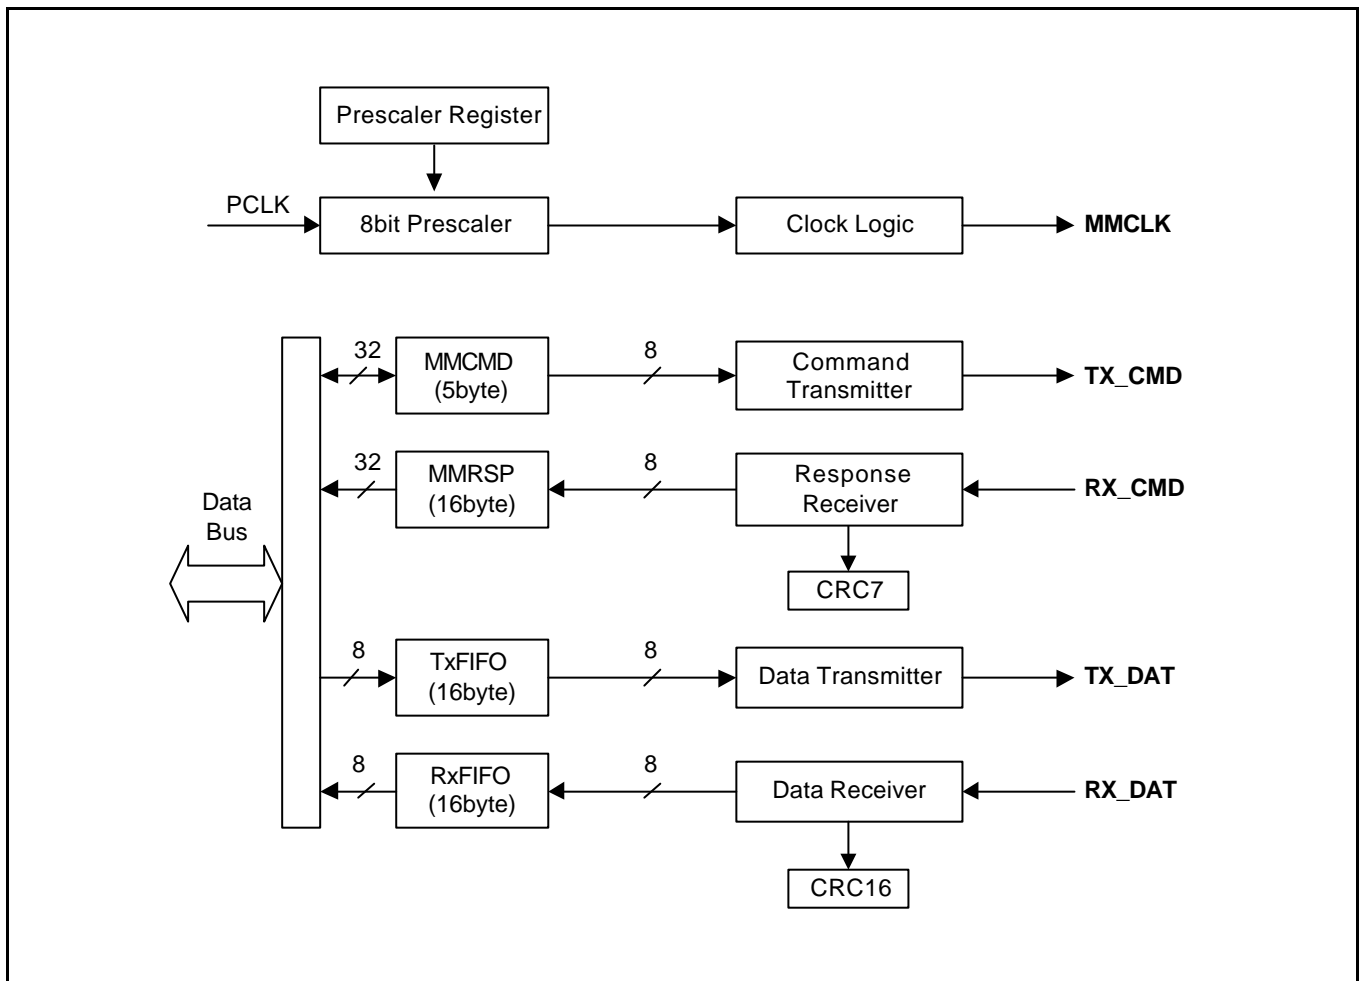 Prescaler Register
PCLK
8bit Prescaler
Clock Logic
MMCLK
32
MMCMD
(5byte)
8
Command
Transmitter
TX_CMD
32
MMRSP
(16byte)
8
Response
Receiver
RX_CMD
Data
Bus
CRC7
8
TxFIFO
(16byte)
8
Data Transmitter
TX_DAT
8
RxFIFO
(16byte)
8
Data Receiver
RX_DAT
CRC16